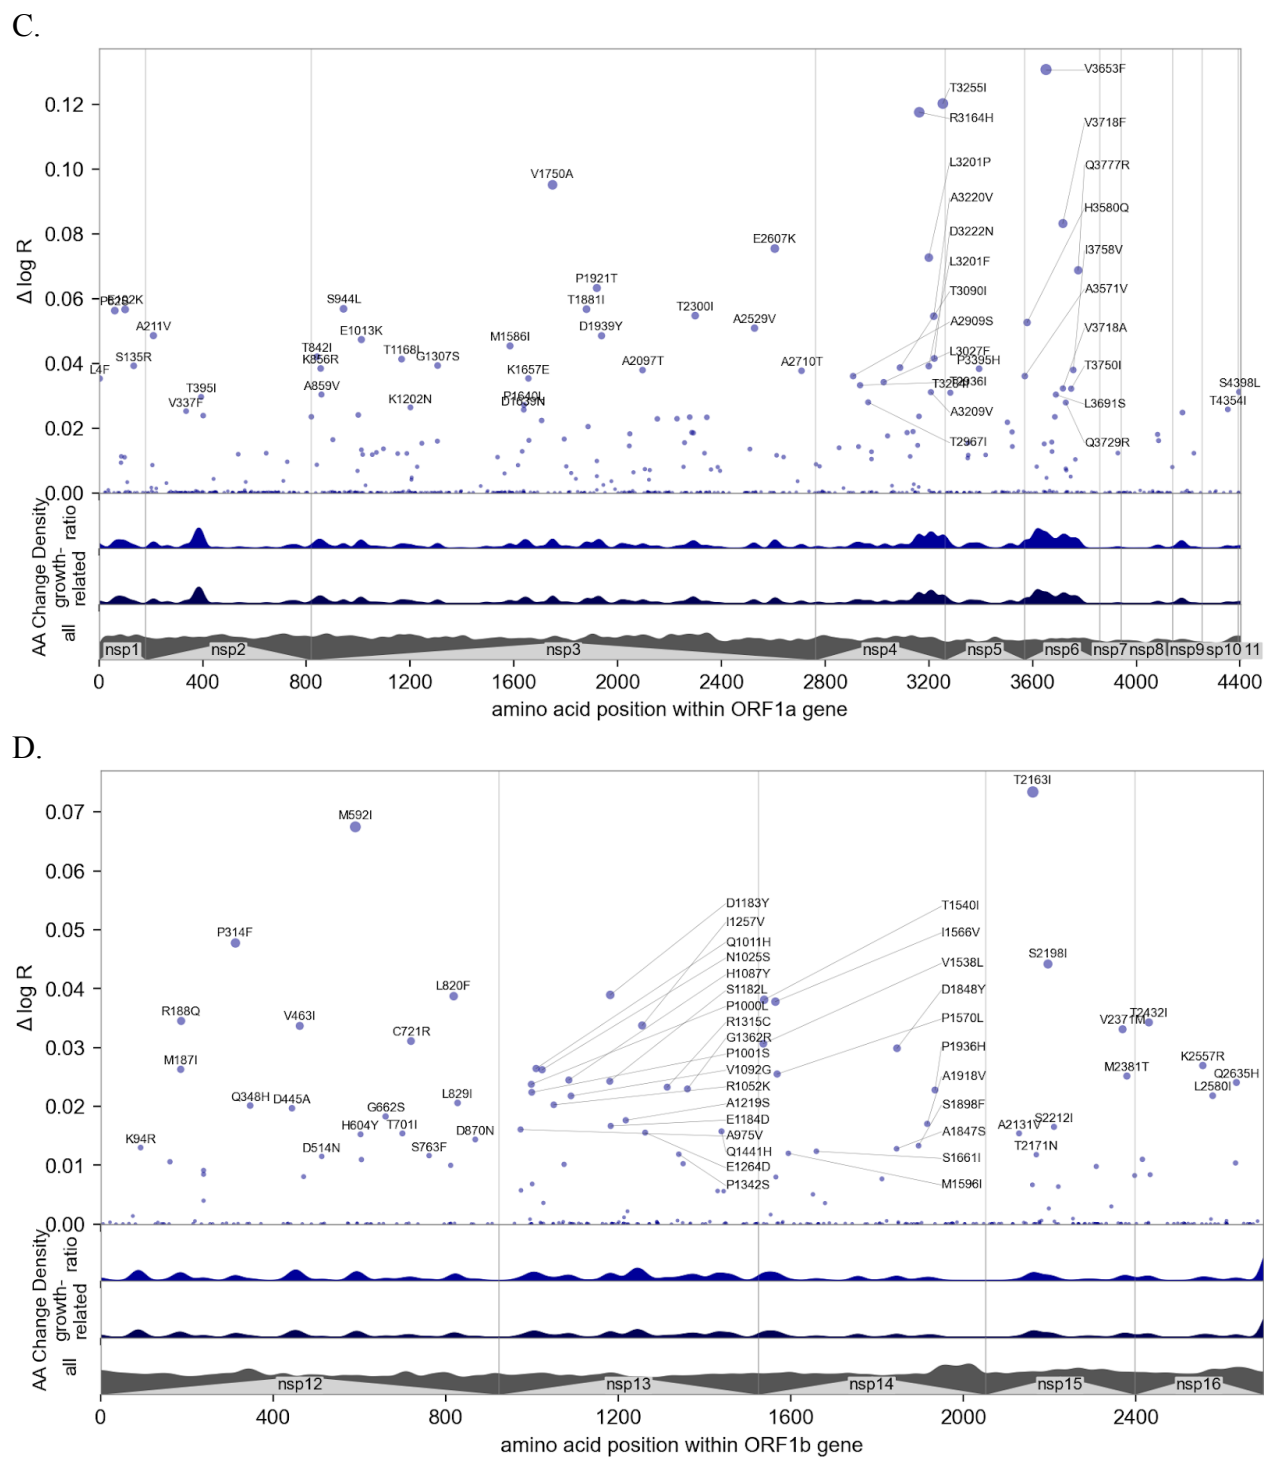 C.
V3653F
T3255I
0.12
R3164H
V3718F
L3201P
Q3777R
0.10
V1750A
A3220V
H3580Q
0.08
D3222N
E2607K
I3758V
L3201F
P1921T
T3090I
A3571V
0.06
E102K
S944L
T1881I
T2300I
A2529V
A2909S
A211V
E1013K
D1939Y
V3718A
M1586I
T842I
T1168I
G1307S
L3027F
P3395H
S135R
K856R
A2097T
A2710T
T3750I
0.04
L4F
K1657E
T2936I
S4398L
T395I
A859V
V337F
K1202N
P1640L
D1639N
A3209V
L3691S
T4354I
0.02
T2967I
Q3729R
0.00
Δ log R
AA Change Density
ratio
growth-
related
all
nsp1
nsp2
nsp3
nsp4
nsp5
nsp6
nsp7
nsp8
nsp9
sp10
11
0 400 800 1200 1600 2000 2400 2800 3200 3600 4000 4400
amino acid position within ORF1a gene
D.
T2163I
0.07
M592I
0.06
D1183Y
T1540I
I1257V
0.05
P314F
Q1011H
I1566V
N1025S
S2198I
H1087Y
V1538L
L820F
S1182L
D1848Y
0.04
R188Q
V463I
P1000L
C721R
R1315C
P1570L
V2371M
T2432I
G1362R
0.03
M187I
P1001S
P1936H
K2557R
V1092G
M2381T
A1918V
Q2635H
Q348H
D445A
L829I
R1052K
L2580I
0.02
G662S
A1219S
S1898F
H604Y
T701I
E1184D
A2131V
S2212I
K94R
D870N
A975V
A1847S
D514N
S763F
Q1441H
T2171N
0.01
E1264D
S1661I
P1342S
M1596I
0.00
Δ log R
AA Change Density
ratio
growth-
related
all
nsp12
nsp13
nsp14
nsp15
nsp16
0 400 800 1200 1600 2000 2400
amino acid position within ORF1b gene